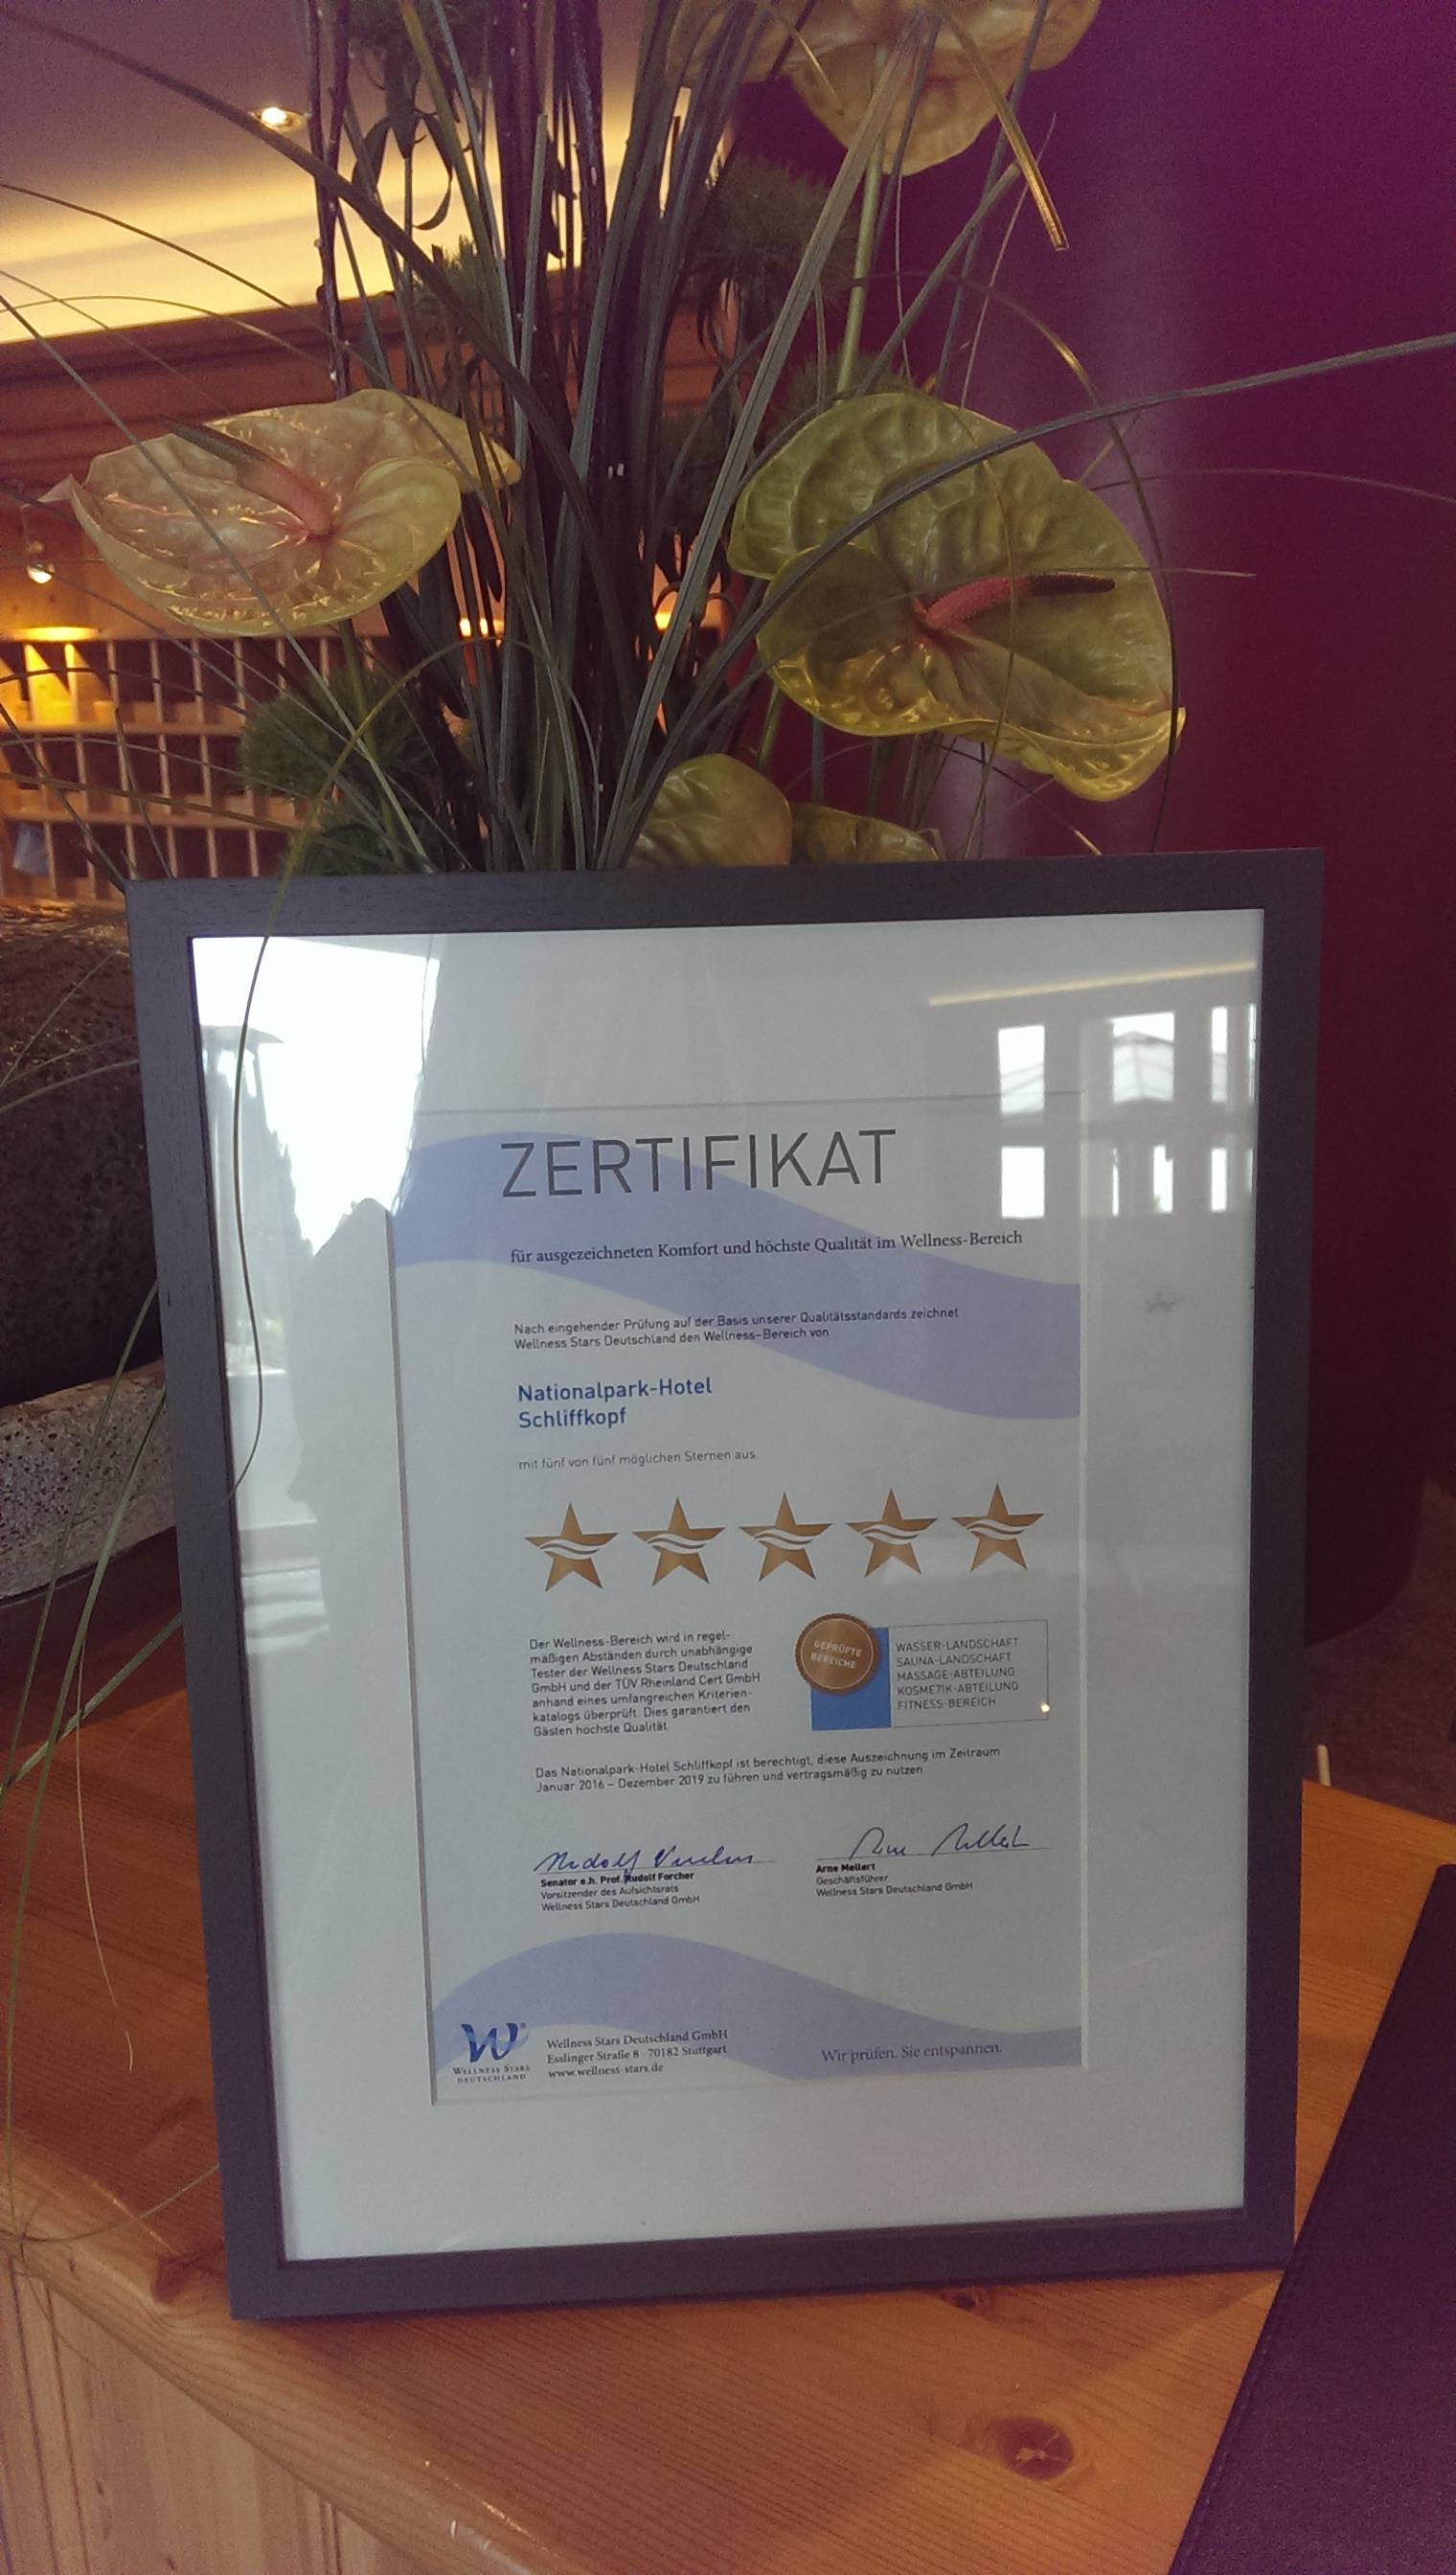 ZERTIFIKAT
für ausgezeichneten Komfort und höchste Qualität im Wellness-Bereich
Nach eingehender Prüfung auf der Basis unserer Qualitätsstandards zeichnet
Wellness Stars Deutschland den Wellness-Bereich von
Nationalpark-Hotel
Schliffkopf
mit fünf von fünf möglichen Sternen aus
Der Wellness-Bereich wird in regel-
mäßigen Abständen durch unabhängige
Tester der Wellness Stars Deutschland
GmbH und der TÜV Rheinland Cert GmbH
anhand eines umfangreichen Kriterien-
katalogs überprüft. Dies garantiert den
Gästen höchste Qualität.
GEPRÜFTE
BEREICHE
WASSER-LANDSCHAFT
SAUNA-LANDSCHAFT
MASSAGE-ABTEILUNG
KOSMETIK-ABTEILUNG
FITNESS-BEREICH
Das Nationalpark-Hotel Schliffkopf ist berechtigt, diese Auszeichnung im Zeitraum
Januar 2016 – Dezember 2019 zu führen und vertragsmäßig zu nutzen.
Senator e.h. Prof. Rudolf Forcher
Vorsitzender des Aufsichtsrats
Wellness Stars Deutschland GmbH
Arne Mellert
Geschäftsführer
Wellness Stars Deutschland GmbH
W
WELLNESS STARS
DEUTSCHLAND
Wellness Stars Deutschland GmbH
Esslinger Straße 8 · 70182 Stuttgart
www.wellness-stars.de
Wir prüfen. Sie entspannen.